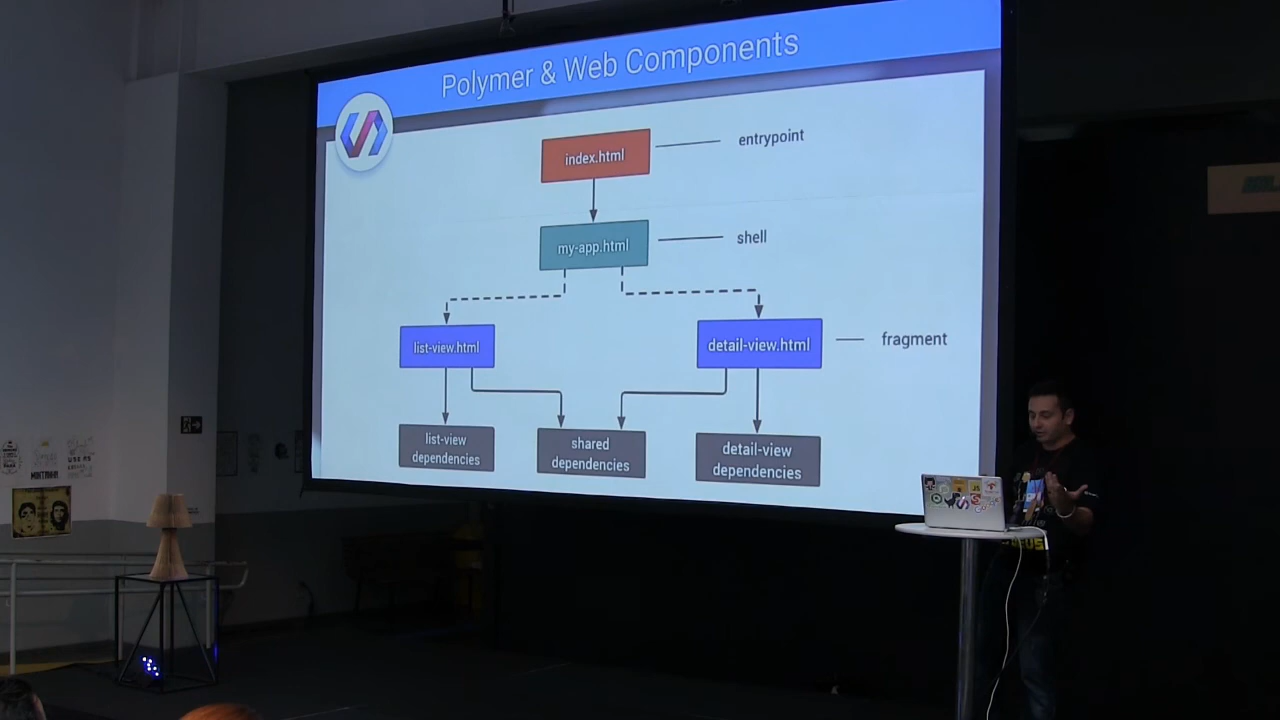 Polymer & Web Components
index.html
entrypoint
my-app.html
shell
list-view.html
detail-view.html
fragment
list-view
dependencies
shared
dependencies
detail-view
dependencies